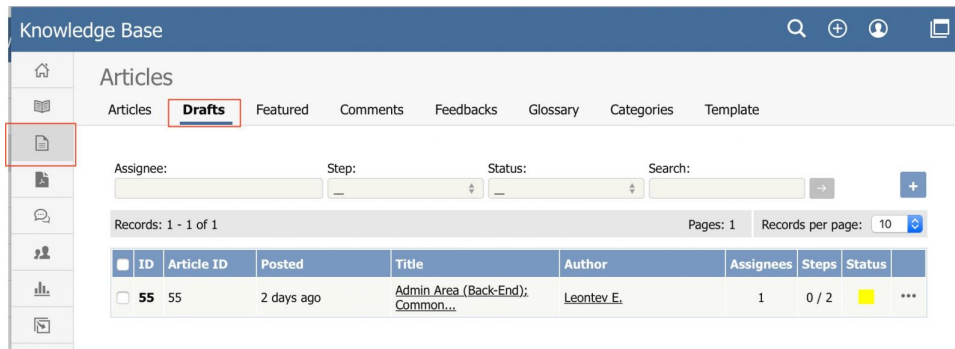 Knowledge Base
Articles
Articles Drafts Featured Comments Feedbacks Glossary Categories Template
Assignee: Step: Status: Search:
__ __
Records: 1 - 1 of 1 Pages: 1 Records per page: 10
ID Article ID Posted Title Author Assignees Steps Status
55 55 2 days ago Admin Area (Back-End); Leontev E. 1 0 / 2
Common...